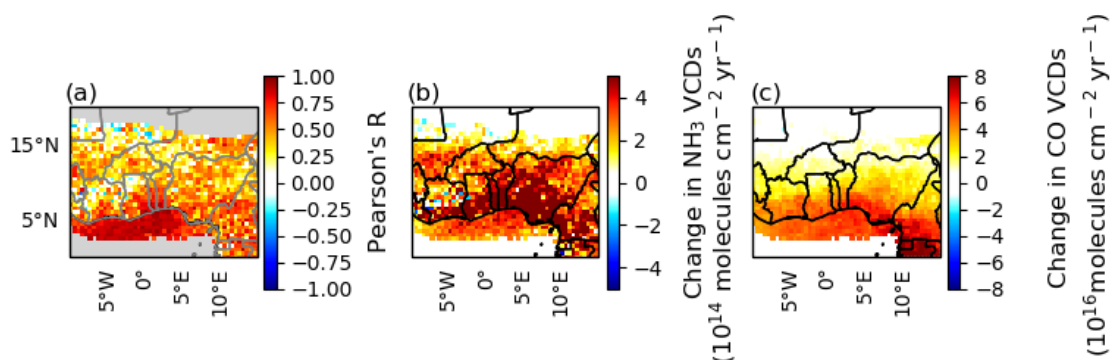 (a)
15°N
5°N
5°W
0°
5°E
10°E
1.00
0.75
0.50
0.25
0.00
−0.25
−0.50
−0.75
−1.00
Pearson's R
(b)
5°W
0°
5°E
10°E
4
2
0
−2
−4
Change in NH₃ VCDs
(10¹⁴ molecules cm⁻² yr⁻¹)
(c)
5°W
0°
5°E
10°E
8
6
4
2
0
−2
−4
−6
−8
Change in CO VCDs
(10¹⁶molecules cm⁻² yr⁻¹)